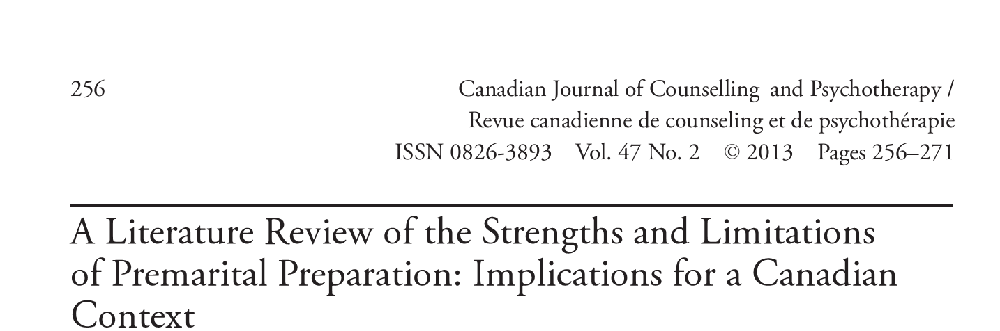 256
Canadian Journal of Counselling and Psychotherapy /
Revue canadienne de counseling et de psychothérapie
ISSN 0826-3893 Vol. 47 No. 2 © 2013 Pages 256–271
A Literature Review of the Strengths and Limitations
of Premarital Preparation: Implications for a Canadian
Context